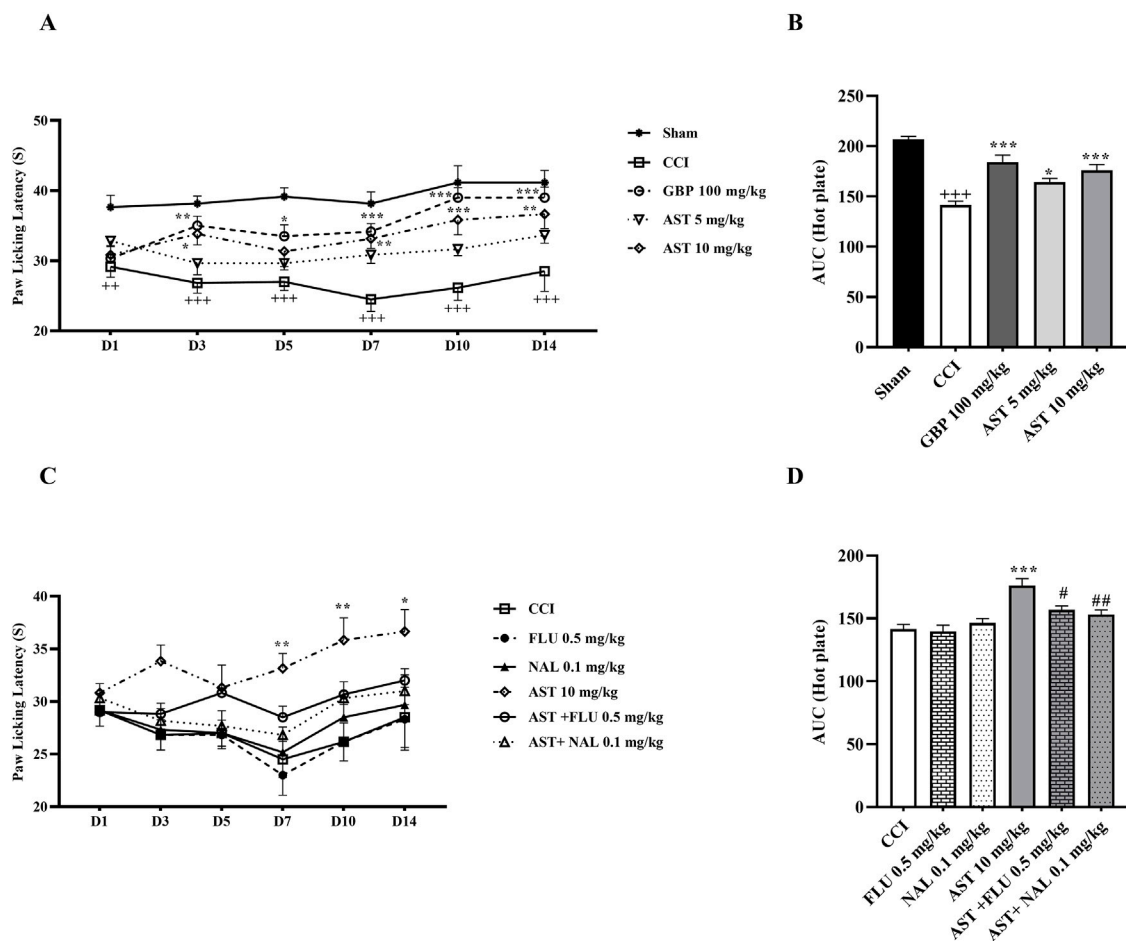 A
B
Paw Licking Latency (S)
50
40
30
20
D1
D3
D5
D7
D10
D14
**
*
*
***
**
***
***
***
**
++
+++
+++
+++
+++
+++
Sham
CCI
GBP 100 mg/kg
AST 5 mg/kg
AST 10 mg/kg
AUC (Hot plate)
250
200
150
100
50
0
+++
***
*
***
Sham
CCI
GBP 100 mg/kg
AST 5 mg/kg
AST 10 mg/kg
C
D
Paw Licking Latency (S)
40
35
30
25
20
D1
D3
D5
D7
D10
D14
**
**
*
CCI
FLU 0.5 mg/kg
NAL 0.1 mg/kg
AST 10 mg/kg
AST +FLU 0.5 mg/kg
AST+ NAL 0.1 mg/kg
AUC (Hot plate)
200
150
100
50
0
***
#
##
CCI
FLU 0.5 mg/kg
NAL 0.1 mg/kg
AST 10 mg/kg
AST +FLU 0.5 mg/kg
AST+ NAL 0.1 mg/kg